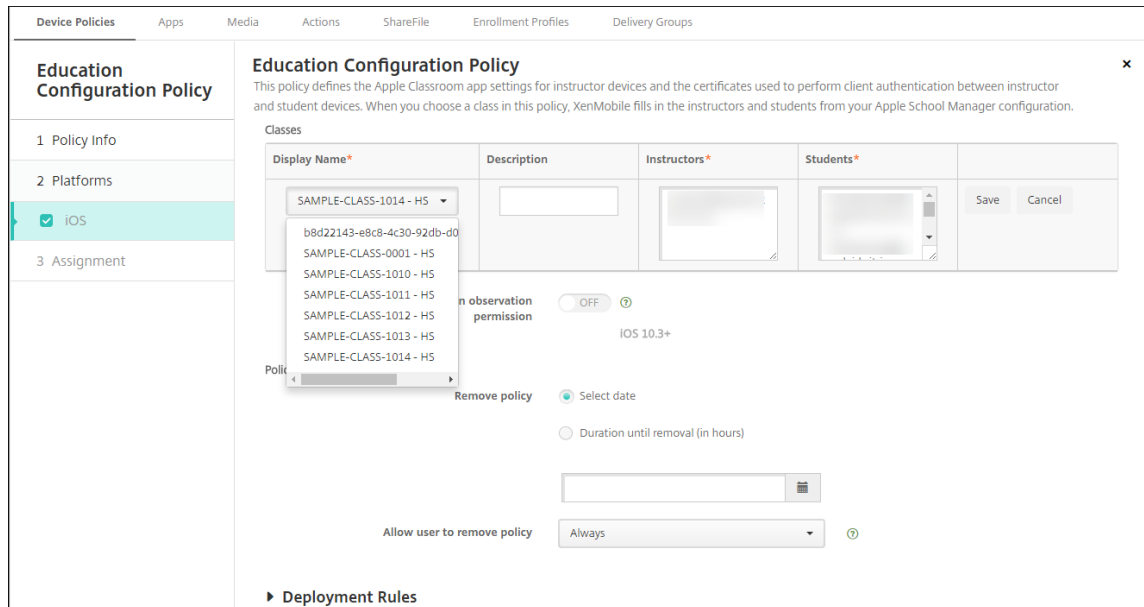 Device Policies Apps Media Actions ShareFile Enrollment Profiles Delivery Groups
Education
Configuration Policy
1 Policy Info
2 Platforms
iOS
3 Assignment
Education Configuration Policy
This policy defines the Apple Classroom app settings for instructor devices and the certificates used to perform client authentication between instructor
and student devices. When you choose a class in this policy, XenMobile fills in the instructors and students from your Apple School Manager configuration.
Classes
Display Name* Description Instructors* Students*
SAMPLE-CLASS-1014 - HS Save Cancel
b8d22143-e8c8-4c30-92db-d0
SAMPLE-CLASS-0001 - HS
SAMPLE-CLASS-1010 - HS
SAMPLE-CLASS-1011 - HS
SAMPLE-CLASS-1012 - HS
SAMPLE-CLASS-1013 - HS
SAMPLE-CLASS-1014 - HS
n observation
permission
OFF
iOS 10.3+
Polic
Remove policy Select date
Duration until removal (in hours)
Allow user to remove policy Always
Deployment Rules